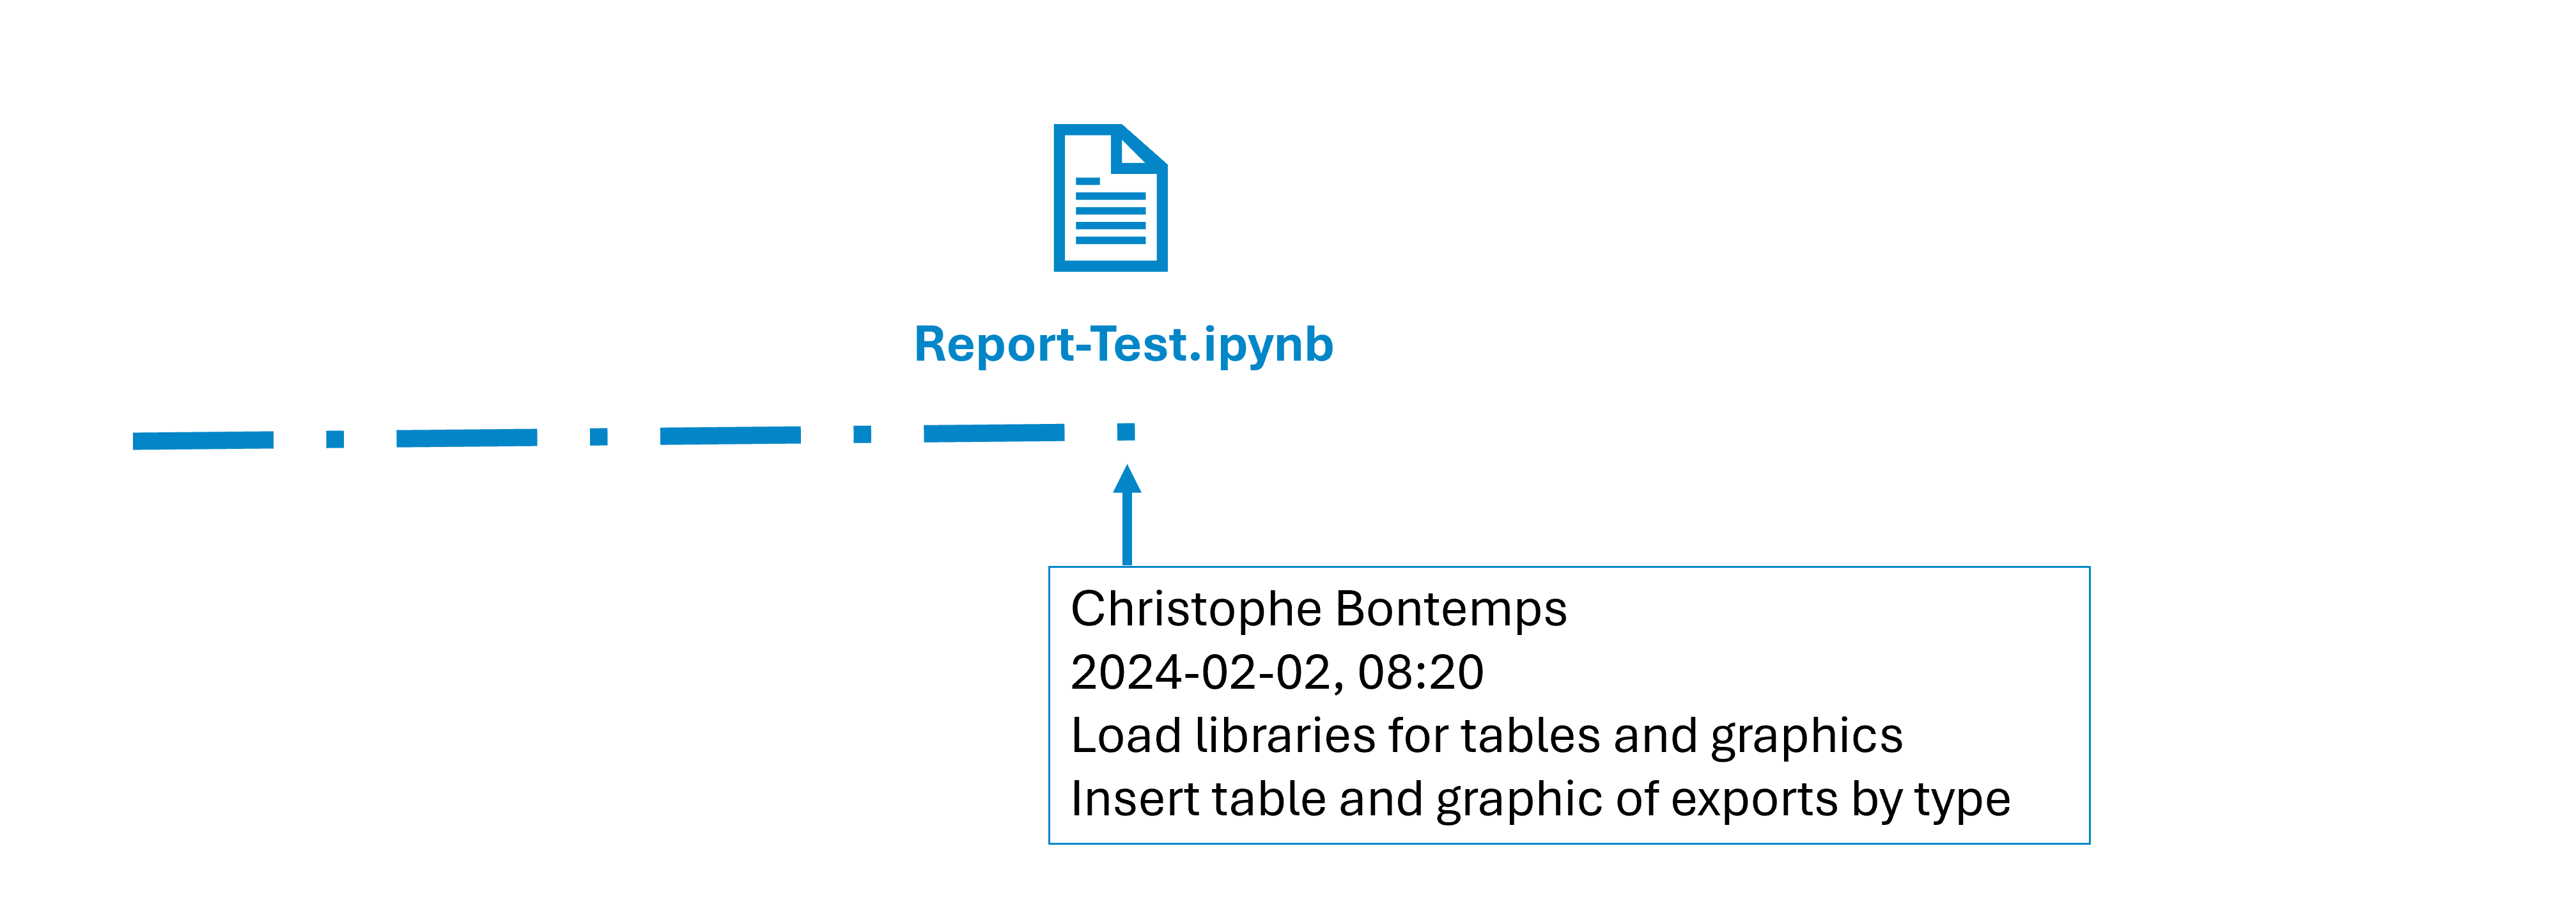 Report-Test.ipynb
Christophe Bontemps
2024-02-02, 08:20
Load libraries for tables and graphics
Insert table and graphic of exports by type